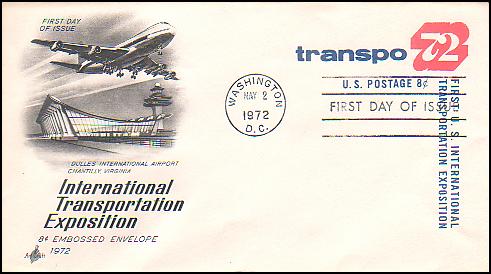 FIRST DAY
OF ISSUE
DULLES INTERNATIONAL AIRPORT
CHANTILLY, VIRGINIA
International
Transportation
Exposition
8¢ EMBOSSED ENVELOPE
1972
WASHINGTON
MAY 2
1972
D.C.
transpo 72
U.S. POSTAGE 8¢
FIRST DAY OF ISSUE
FIRST U.S. INTERNATIONAL
TRANSPORTATION EXPOSITION